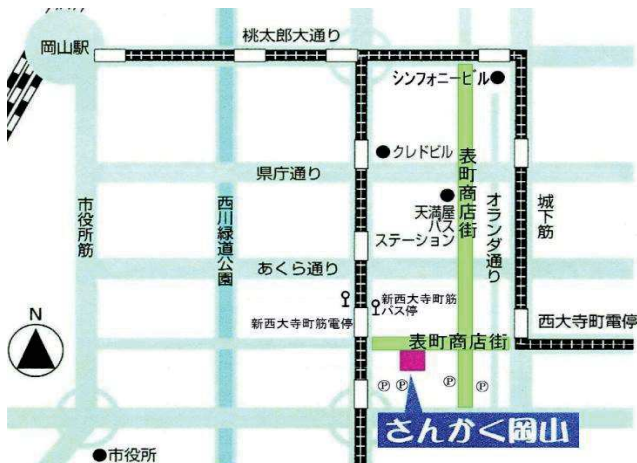 岡山駅
桃太郎大通り
シンフォニービル
クレドビル
県庁通り
表町商店街
天満屋
バス
ステーション
オランダ通り
城下筋
市役所筋
西川緑道公園
あくら通り
新西大寺町筋
バス停
新西大寺町筋電停
西大寺町電停
N
表町商店街
Ⓟ Ⓟ Ⓟ Ⓟ
さんかく岡山
市役所